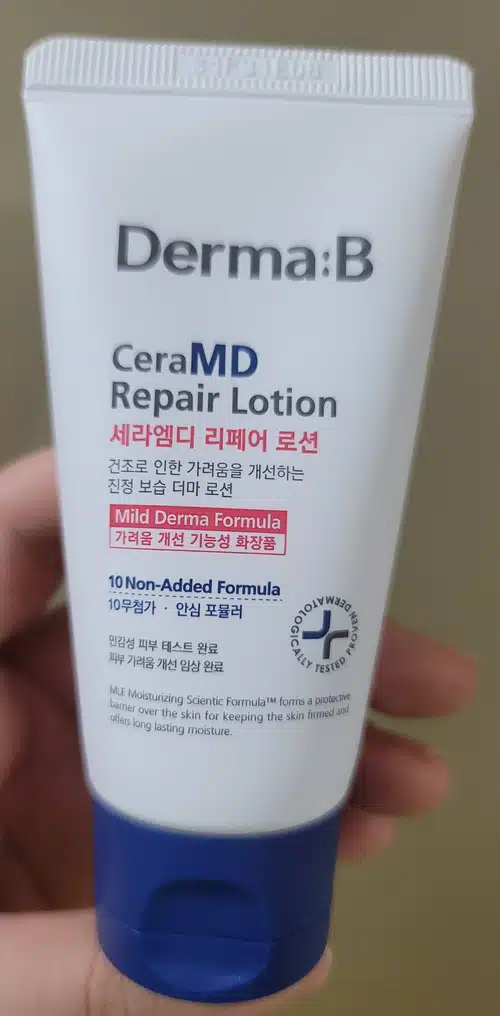 Derma:B
CeraMD
Repair Lotion
세라엠디 리페어 로션
건조로 인한 가려움을 개선하는
진정 보습 더마 로션
Mild Derma Formula
가려움 개선 기능성 화장품
10 Non-Added Formula
10무첨가 · 안심 포뮬러
DERMATOLOGICALLY TESTED PROVEN
민감성 피부 테스트 완료
피부 가려움 개선 임상 완료
MLE Moisturizing Scientic Formula™ forms a protective
barrier over the skin for keeping the skin firmed and
offers long lasting moisture.